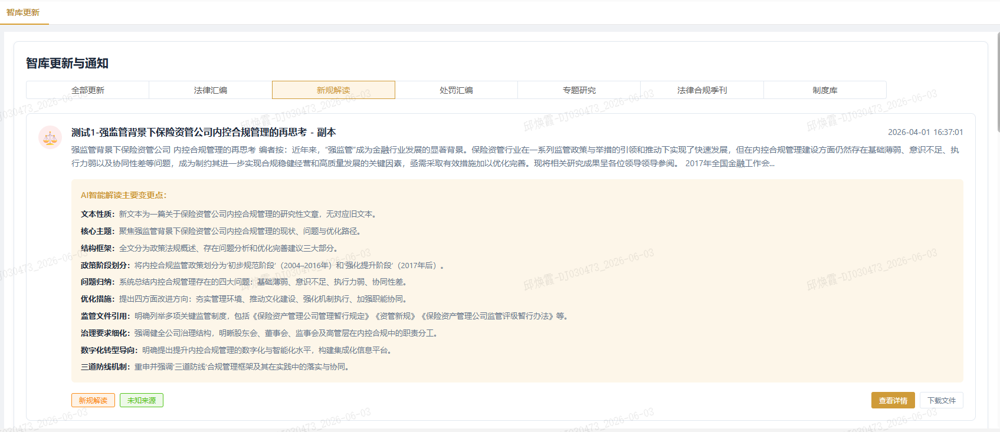 智库更新
智库更新与通知
全部更新 法律汇编 新规解读 处罚汇编 专题研究 法律合规季刊 制度库
测试1-强监管背景下保险资管公司内控合规管理的再思考 - 副本 2026-04-01 16:37:01
强监管背景下保险资管公司 内控合规管理的再思考 编者按：近年来，“强监管”成为金融行业发展的显著背景。保险资管行业在一系列监管政策与举措的引领和推动下实现了快速发展，但在内控合规管理建设方面仍然存在基础薄弱、意识不足、执
行力弱以及协同性差等问题，成为制约其进一步实现合规稳健经营和高质量发展的关键因素，亟需采取有效措施加以优化完善。现将相关研究成果呈各位领导领导参阅。 2017年全国金融工作会...
AI智能解读主要变更点：
文本性质：新文本为一篇关于保险资管公司内控合规管理的研究性文章，无对应旧文本。
核心主题：聚焦强监管背景下保险资管公司内控合规管理的现状、问题与优化路径。
结构框架：全文分为政策法规概述、存在问题分析和优化完善建议三大部分。
政策阶段划分：将内控合规监管政策划分为'初步规范阶段'（2004–2016年）和'强化提升阶段'（2017年后）。
问题归纳：系统总结内控合规管理存在的四大问题：基础薄弱、意识不足、执行力弱、协同性差。
优化措施：提出四方面改进方向：夯实管理环境、推动文化建设、强化机制执行、加强职能协同。
监管文件引用：明确列举多项关键监管制度，包括《保险资产管理公司管理暂行规定》《资管新规》《保险资产管理公司监管评级暂行办法》等。
治理要求细化：强调健全公司治理结构，明晰股东会、董事会、监事会及高管层在内控合规中的职责分工。
数字化转型导向：明确提出提升内控合规管理的数字化与智能化水平，构建集成化信息平台。
三道防线机制：重申并强调'三道防线'合规管理框架及其在实践中的落实与协同。
新规解读 未知来源 查看详情 下载文件
邱焕霞-DJ030473_2026-06-03